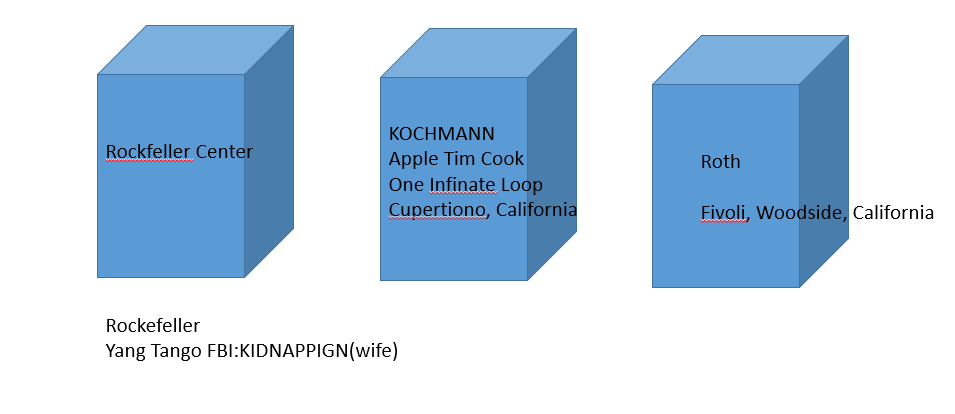 Rockfeller Center
KOCHMANN
Apple Tim Cook
One Infinate Loop
Cupertiono, California
Roth
Fivoli, Woodside, California
Rockefeller
Yang Tango FBI:KIDNAPPIGN(wife)